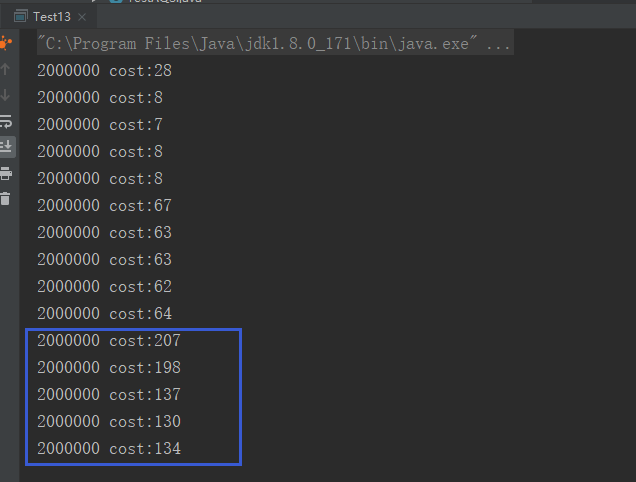 Test13
"C:\Program Files\Java\jdk1.8.0_171\bin\java.exe" ...
2000000 cost:28
2000000 cost:8
2000000 cost:7
2000000 cost:8
2000000 cost:8
2000000 cost:67
2000000 cost:63
2000000 cost:63
2000000 cost:62
2000000 cost:64
2000000 cost:207
2000000 cost:198
2000000 cost:137
2000000 cost:130
2000000 cost:134